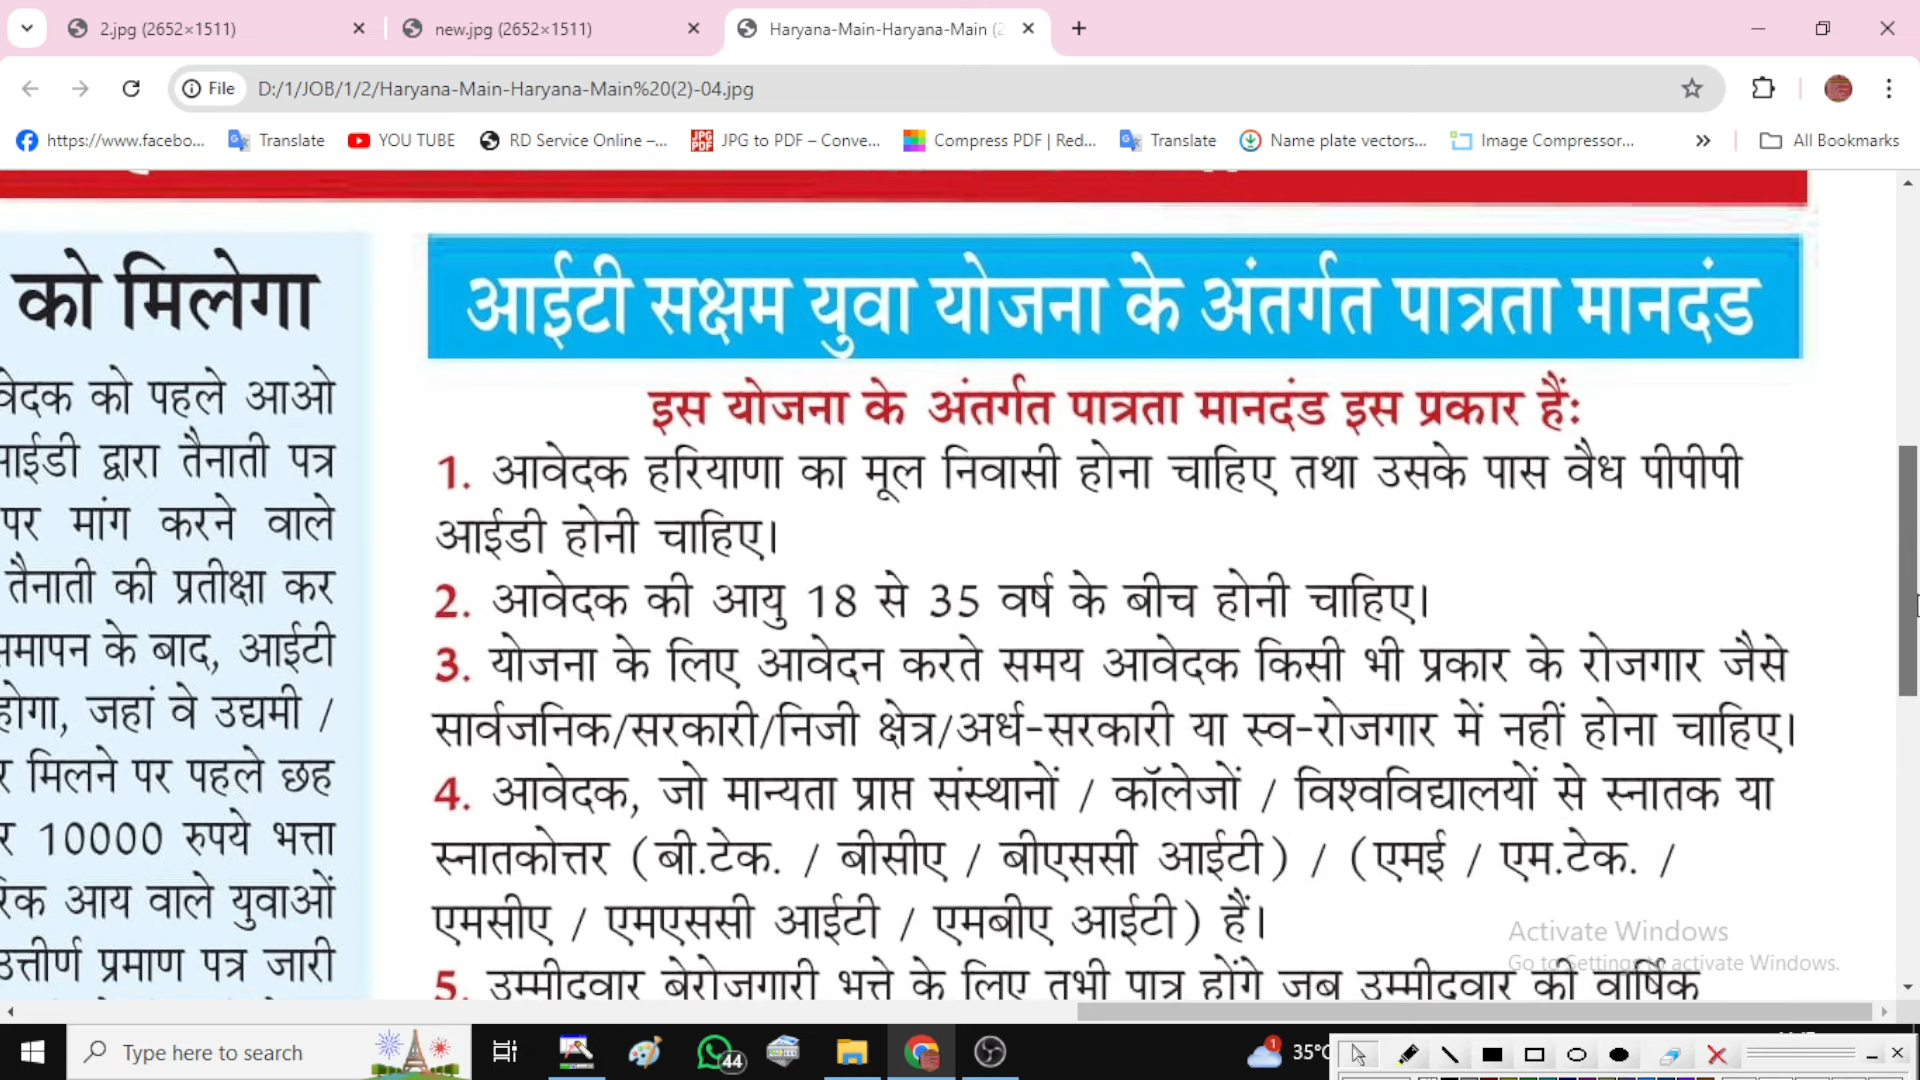 2.jpg (2652×1511)
new.jpg (2652×1511)
Haryana-Main-Haryana-Main (2
File
D:/1/JOB/1/2/Haryana-Main-Haryana-Main%20(2)-04.jpg
https://www.facebo...
Translate
YOU TUBE
RD Service Online –...
JPG to PDF – Conve...
Compress PDF | Red...
Translate
Name plate vectors...
Image Compressor...
All Bookmarks
को मिलेगा
को पहले आओ
द्वारा तैनाती पत्र
पर मांग करने वाले
तैनाती की प्रतीक्षा कर
के बाद, आईटी
जहां वे उद्यमी /
मिलने पर पहले छह
10000 रुपये भत्ता
आय वाले युवाओं
प्रमाण पत्र जारी
आईटी सक्षम युवा योजना के अंतर्गत पात्रता मानदंड
इस योजना के अंतर्गत पात्रता मानदंड इस प्रकार हैं:
1. आवेदक हरियाणा का मूल निवासी होना चाहिए तथा उसके पास वैध पीपीपी
आईडी होनी चाहिए।
2. आवेदक की आयु 18 से 35 वर्ष के बीच होनी चाहिए।
3. योजना के लिए आवेदन करते समय आवेदक किसी भी प्रकार के रोजगार जैसे
सार्वजनिक/सरकारी/निजी क्षेत्र/अर्ध-सरकारी या स्व-रोजगार में नहीं होना चाहिए।
4. आवेदक, जो मान्यता प्राप्त संस्थानों / कॉलेजों / विश्वविद्यालयों से स्नातक या
स्नातकोत्तर (बी.टेक. / बीसीए / बीएससी आईटी) / (एमई / एम.टेक. /
एमसीए / एमएससी आईटी / एमबीए आईटी) हैं।
5. उम्मीदवार बेरोजगारी भत्ते के लिए तभी पात्र होंगे जब उम्मीदवार की वार्षिक
Activate Windows
Go to Settings to activate Windows.
Type here to search
44
1
35°C